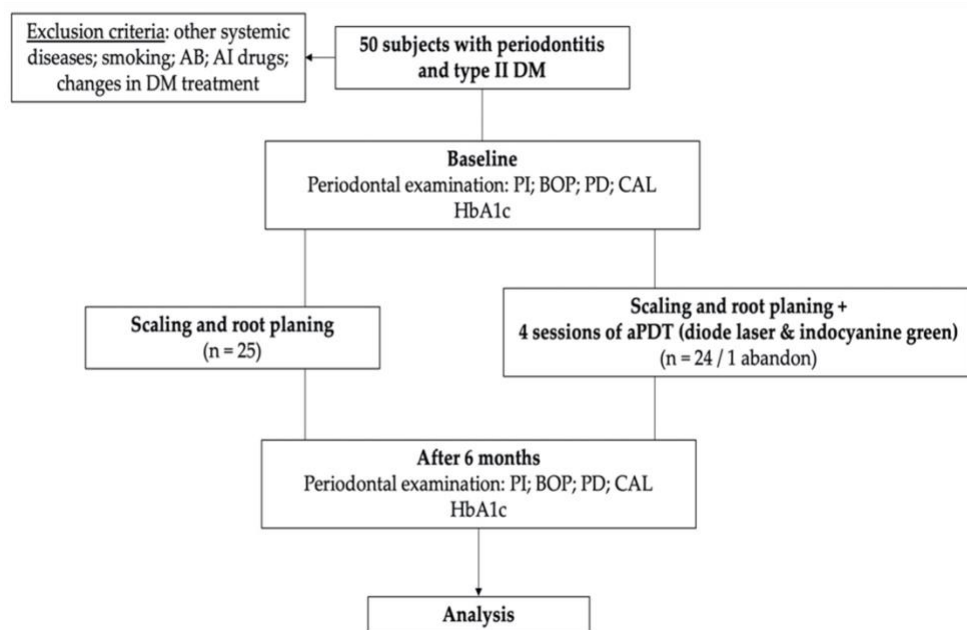 Exclusion criteria: other systemic
diseases; smoking; AB; AI drugs;
changes in DM treatment
50 subjects with periodontitis
and type II DM
Baseline
Periodontal examination: PI; BOP; PD; CAL
HbA1c
Scaling and root planing
(n = 25)
Scaling and root planing +
4 sessions of aPDT (diode laser & indocyanine green)
(n = 24 / 1 abandon)
After 6 months
Periodontal examination: PI; BOP; PD; CAL
HbA1c
Analysis